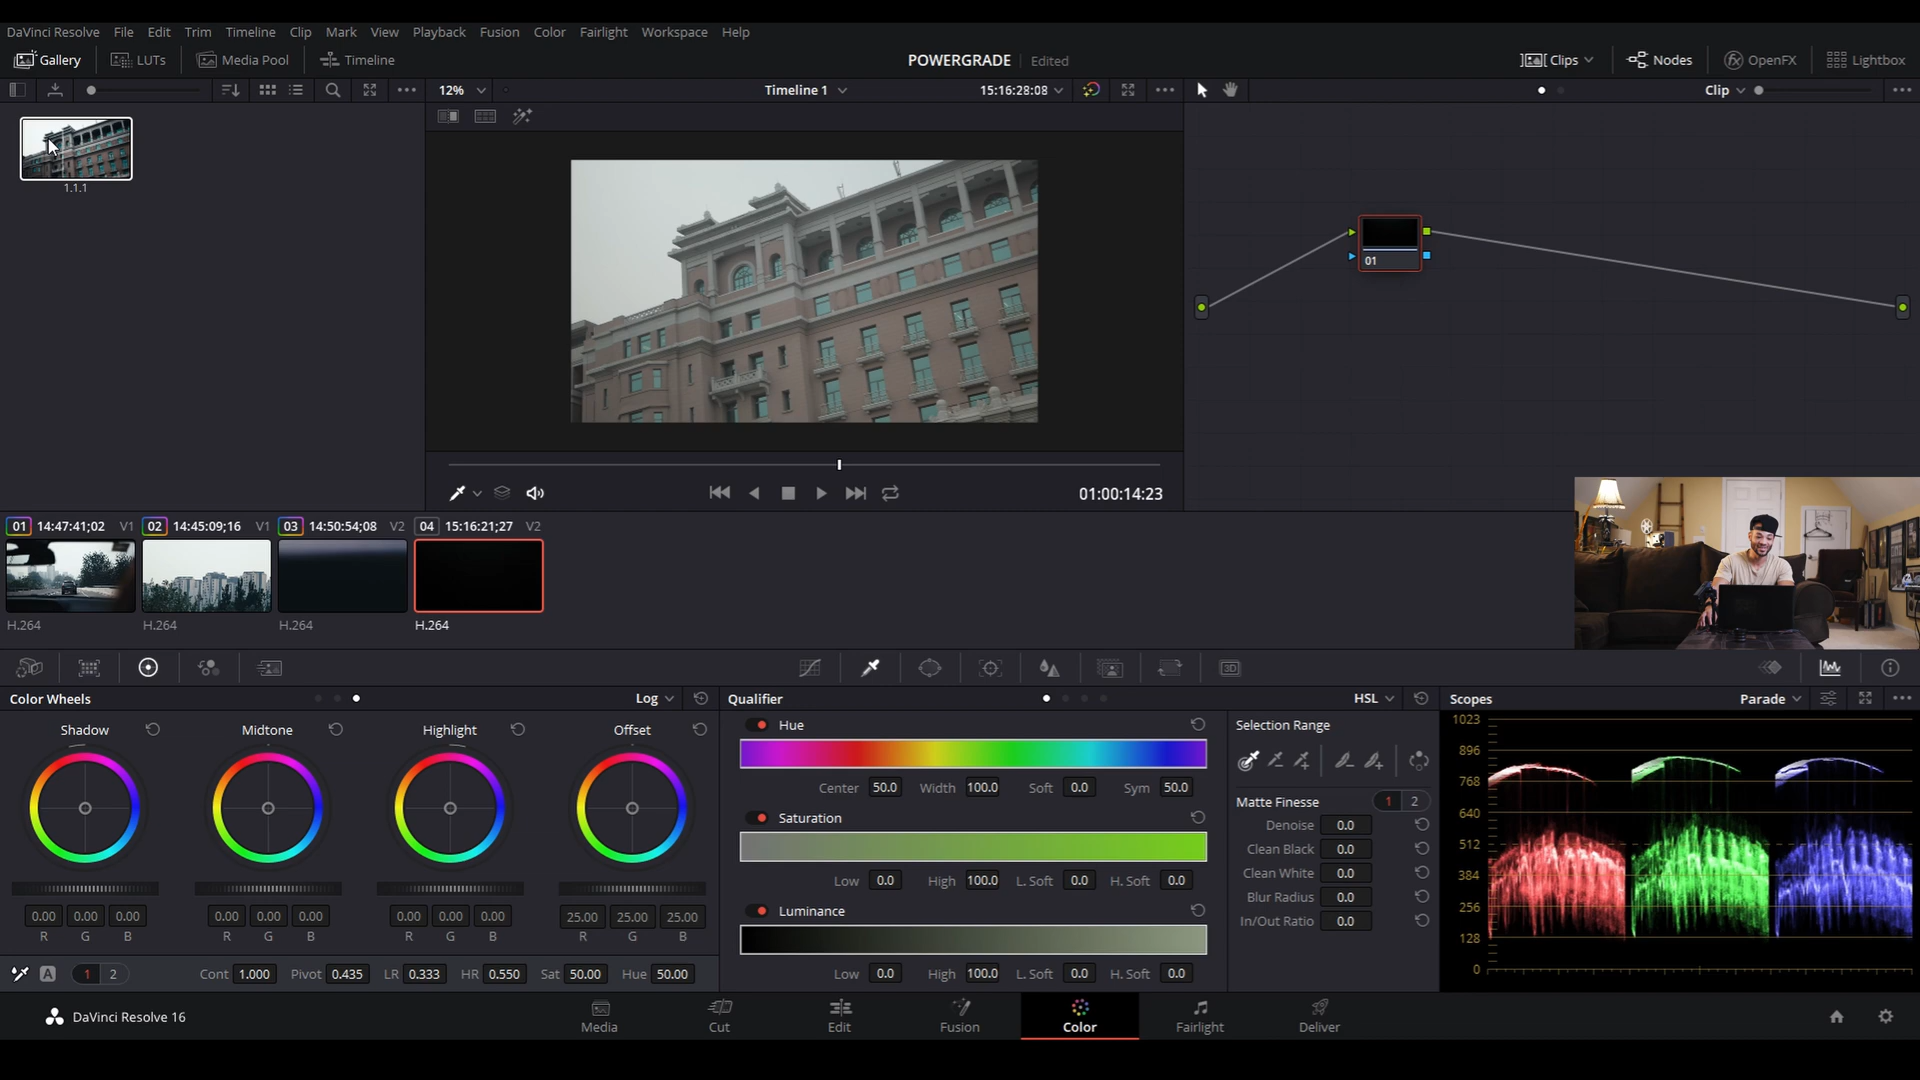 DaVinci Resolve File Edit Trim Timeline Clip Mark View Playback Fusion Color Fairlight Workspace Help
Gallery LUTs Media Pool Timeline POWERGRADE Edited Clips Nodes OpenFX Lightbox
12% Timeline 1 15:16:28:08 Clip
1.1.1
01
01:00:14:23
01 14:47:41;02 V1 02 14:45:09;16 V1 03 14:50:54;08 V2 04 15:16:21;27 V2
H.264 H.264 H.264 H.264
3D
Color Wheels Log Qualifier HSL Scopes Parade
Shadow Midtone Highlight Offset
0.00 0.00 0.00 0.00 0.00 0.00 0.00 0.00 0.00 25.00 25.00 25.00
R G B R G B R G B R G B
A 1 2 Cont 1.000 Pivot 0.435 LR 0.333 HR 0.550 Sat 50.00 Hue 50.00
Hue
Center 50.0 Width 100.0 Soft 0.0 Sym 50.0
Saturation
Low 0.0 High 100.0 L. Soft 0.0 H. Soft 0.0
Luminance
Low 0.0 High 100.0 L. Soft 0.0 H. Soft 0.0
Selection Range
Matte Finesse 1 2
Denoise 0.0
Clean Black 0.0
Clean White 0.0
Blur Radius 0.0
In/Out Ratio 0.0
1023
896
768
640
512
384
256
128
0
DaVinci Resolve 16 Media Cut Edit Fusion Color Fairlight Deliver